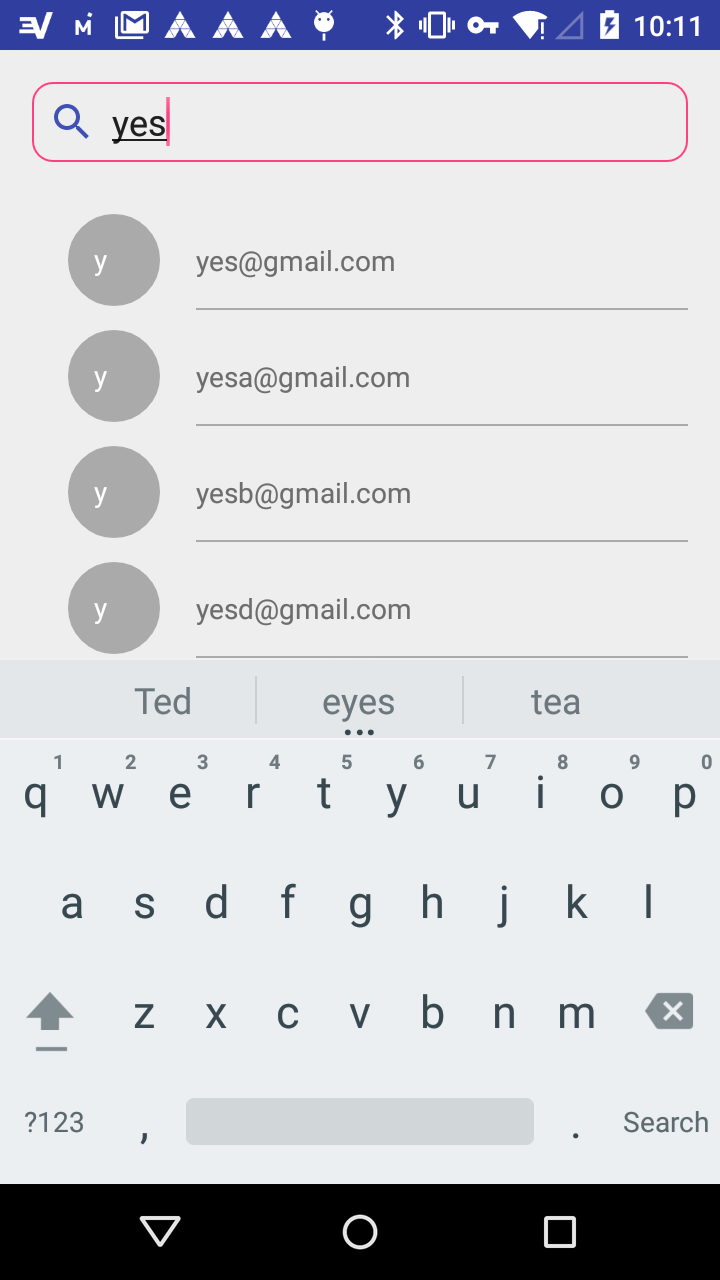 10:11
yes
y yes@gmail.com
y yesa@gmail.com
y yesb@gmail.com
y yesd@gmail.com
Ted eyes tea
1 2 3 4 5 6 7 8 9 0
q w e r t y u i o p
a s d f g h j k l
z x c v b n m
?123 , . Search